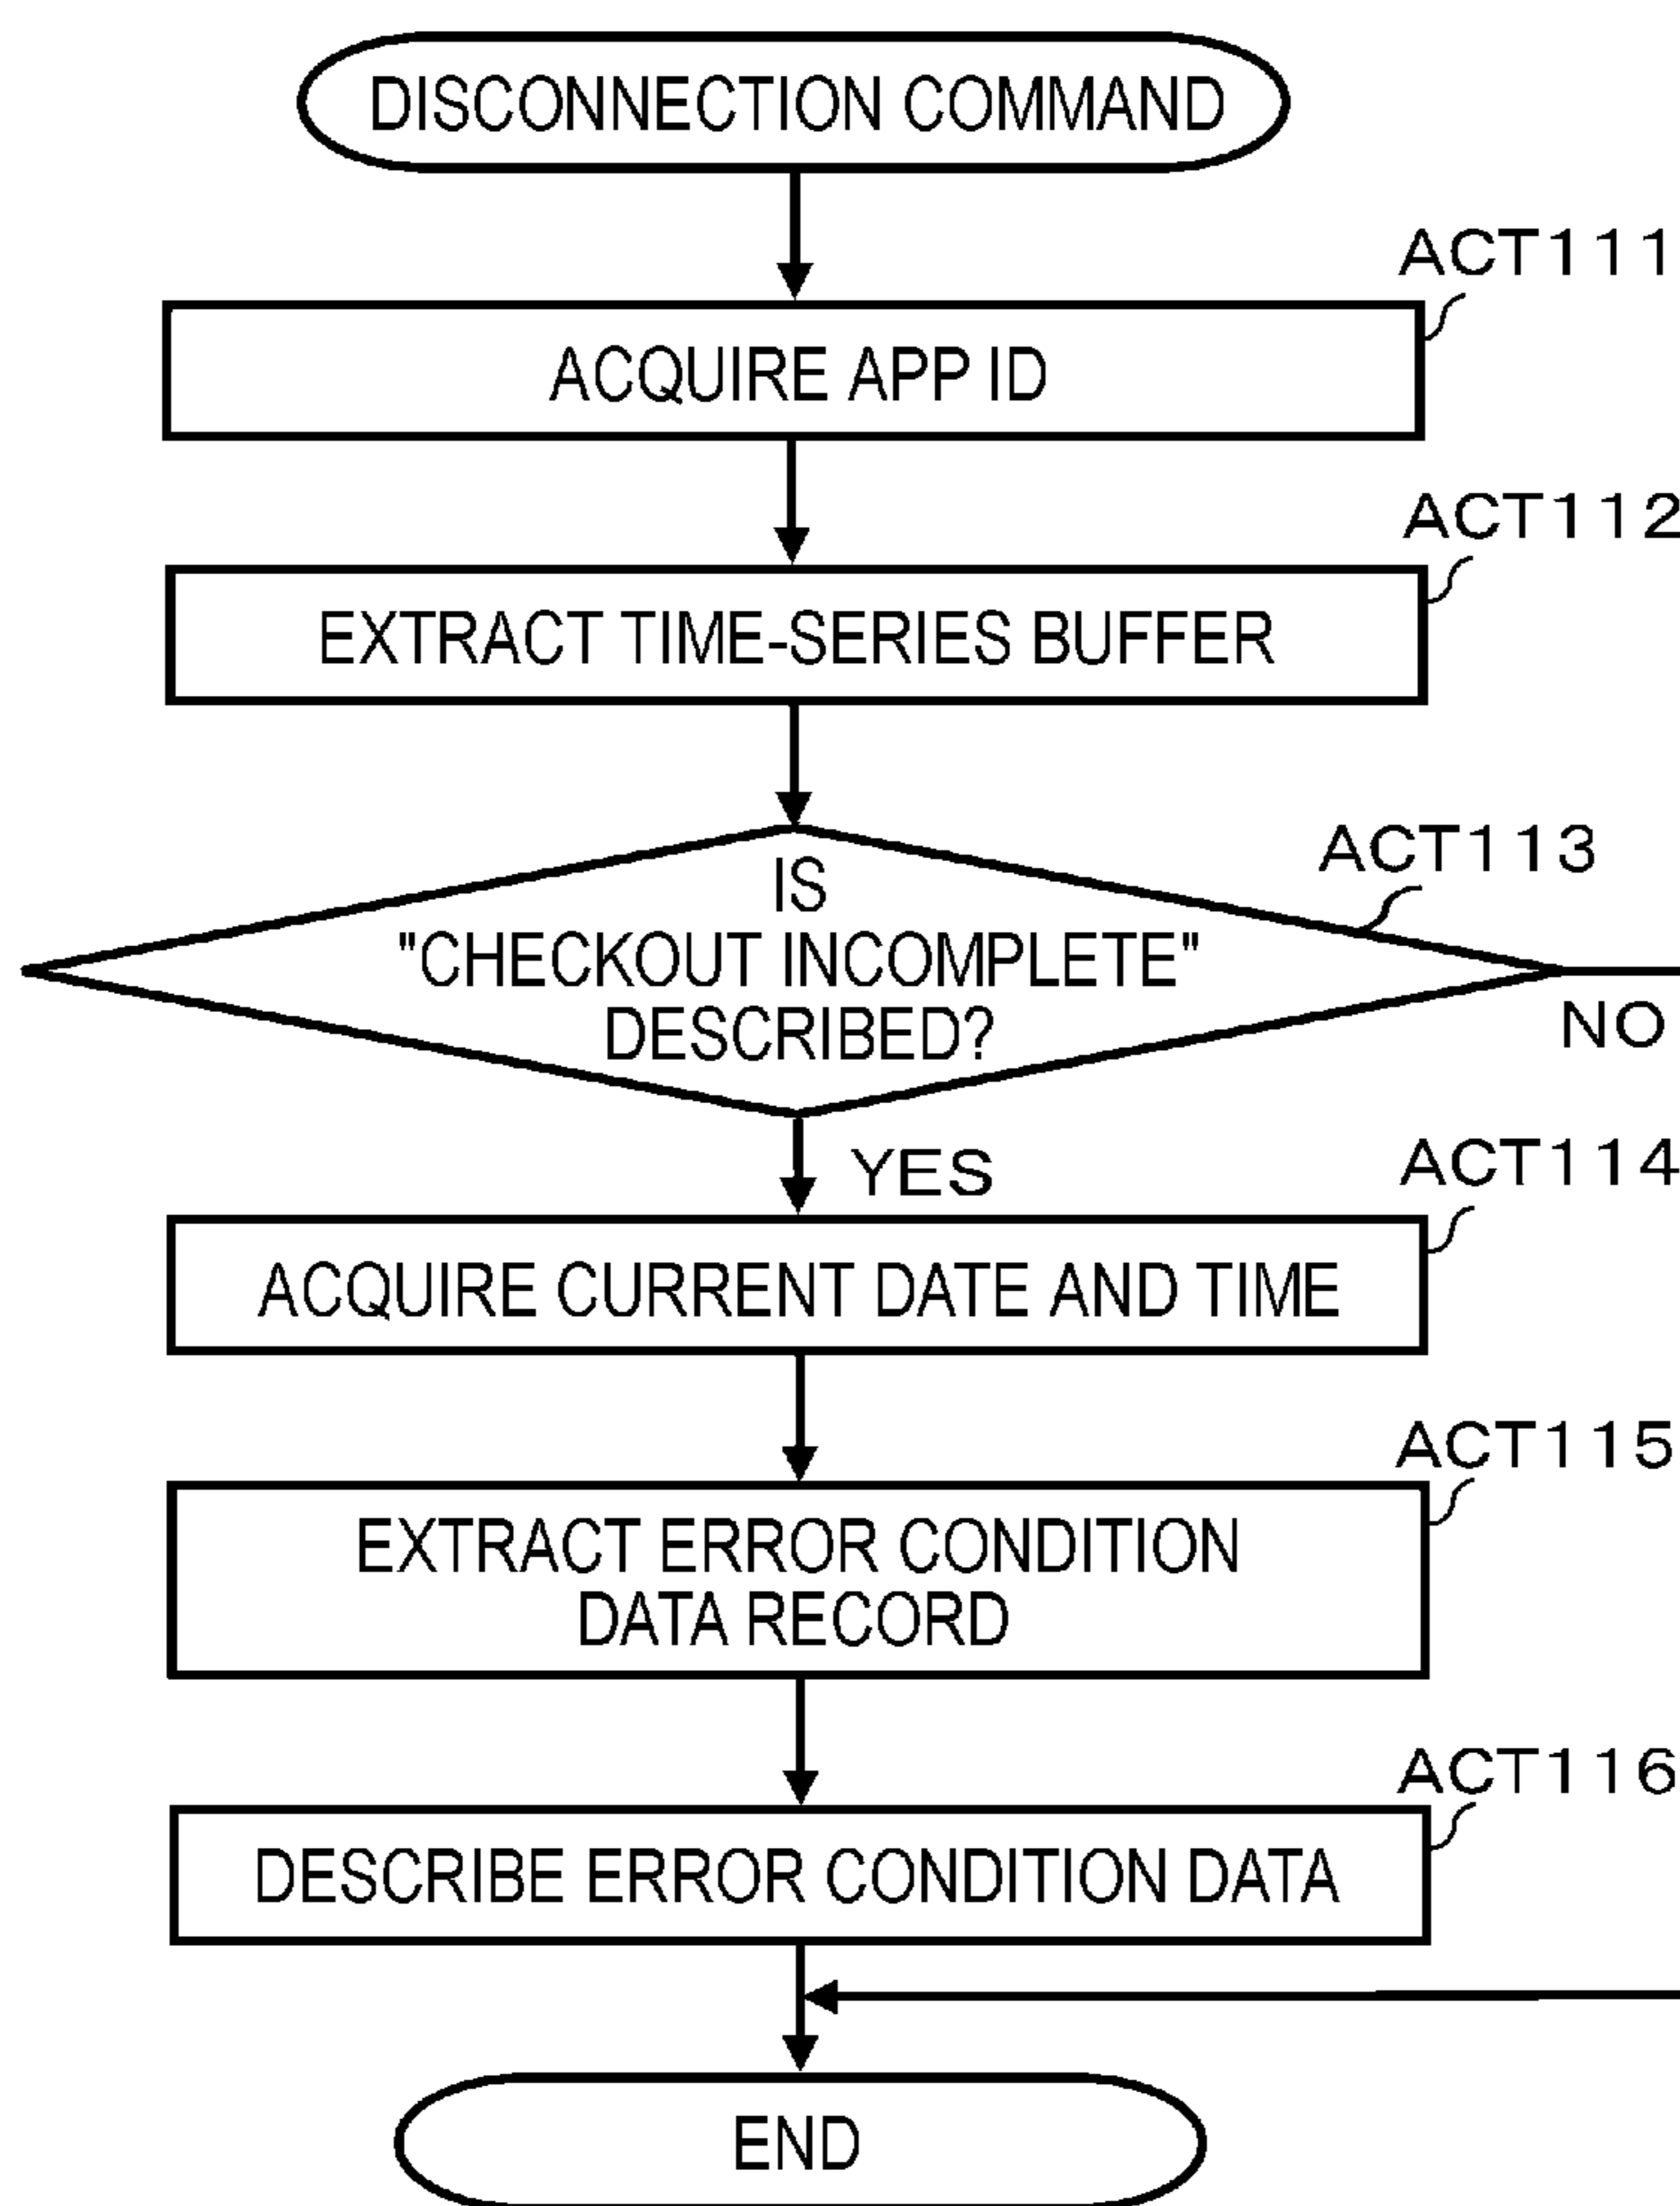 DISCONNECTION COMMAND
ACT111
ACQUIRE APP ID
ACT112
EXTRACT TIME-SERIES BUFFER
ACT113
IS
"CHECKOUT INCOMPLETE"
DESCRIBED?
NO
YES
ACT114
ACQUIRE CURRENT DATE AND TIME
ACT115
EXTRACT ERROR CONDITION
DATA RECORD
ACT116
DESCRIBE ERROR CONDITION DATA
END